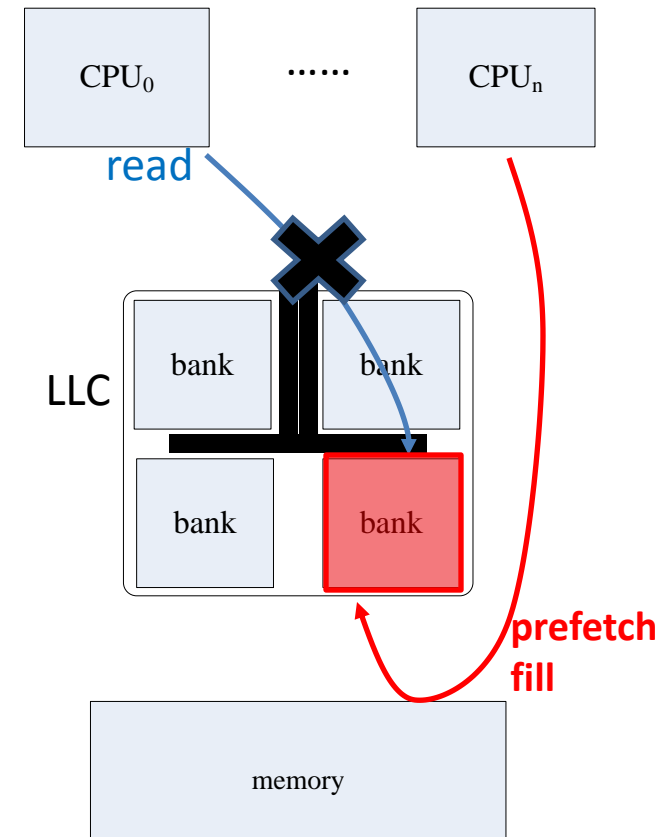 CPU₀ ...... CPUₙ
read
bank bank
LLC
bank bank
prefetch
fill
memory